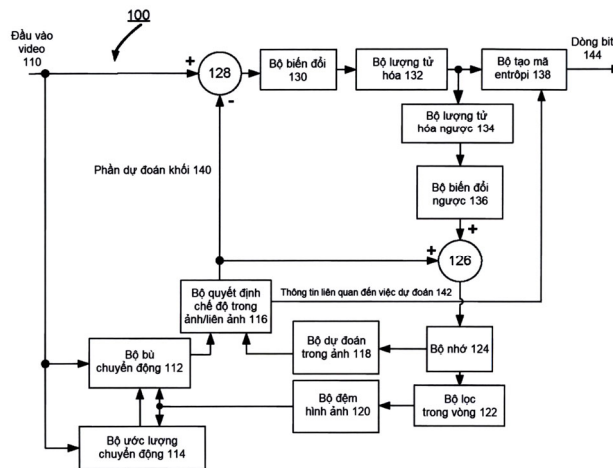 100
Đầu vào
video
110
Dòng bit
144
+
128
-
Bộ biến đổi
130
Bộ lượng tử
hóa 132
Bộ tạo mã
entrôpi 138
Bộ lượng tử
hóa ngược 134
Phần dự đoán khối 140
Bộ biến đổi
ngược 136
+
+
126
Bộ quyết định
chế độ trong
ảnh/liên ảnh 116
Thông tin liên quan đến việc dự đoán 142
Bộ bù
chuyển động 112
Bộ dự đoán
trong ảnh 118
Bộ nhớ 124
Bộ đệm
hình ảnh 120
Bộ lọc
trong vòng 122
Bộ ước lượng
chuyển động 114